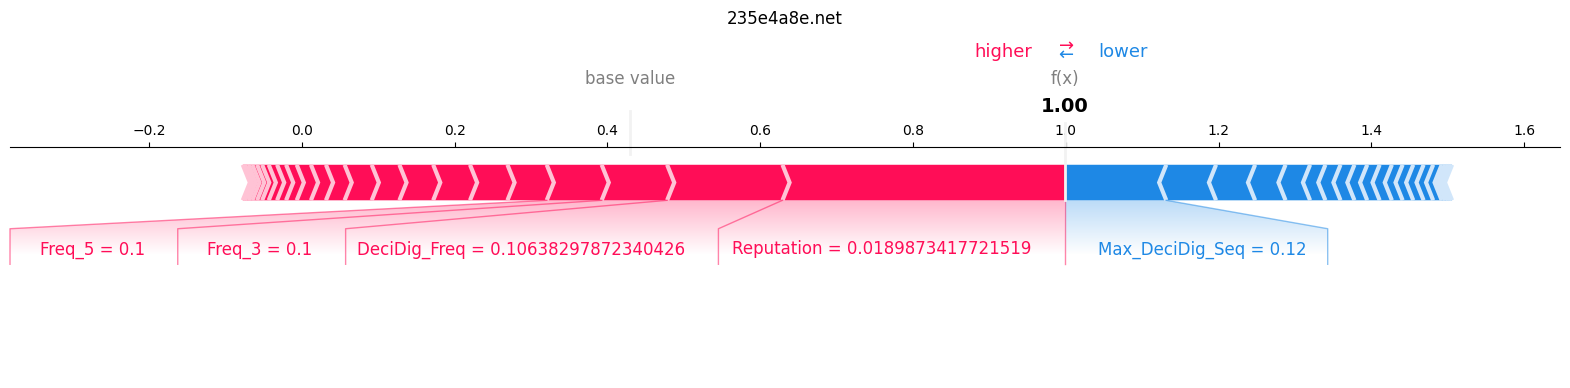 235e4a8e.net
higher ⇄ lower
base value f(x)
1.00
−0.2 0.0 0.2 0.4 0.6 0.8 1.0 1.2 1.4 1.6
Freq_5 = 0.1 Freq_3 = 0.1 DeciDig_Freq = 0.10638297872340426 Reputation = 0.0189873417721519 Max_DeciDig_Seq = 0.12